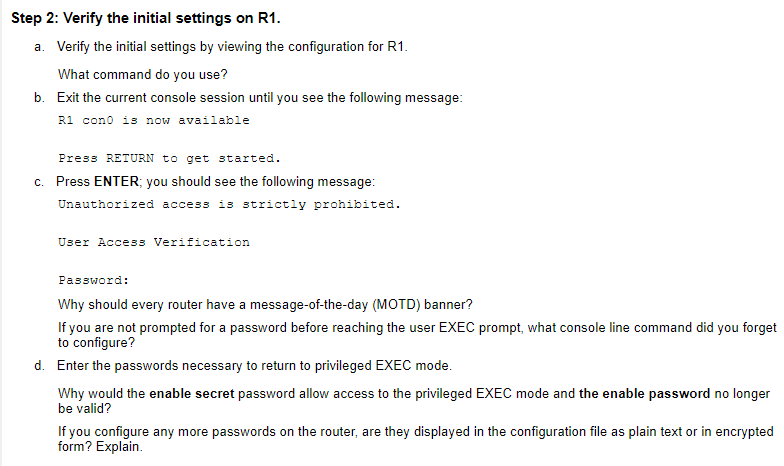 Step 2: Verify the initial settings on R1.
a. Verify the initial settings by viewing the configuration for R1.
What command do you use?
b. Exit the current console session until you see the following message:
R1 con0 is now available
Press RETURN to get started.
c. Press ENTER; you should see the following message:
Unauthorized access is strictly prohibited.
User Access Verification
Password:
Why should every router have a message-of-the-day (MOTD) banner?
If you are not prompted for a password before reaching the user EXEC prompt, what console line command did you forget
to configure?
d. Enter the passwords necessary to return to privileged EXEC mode.
Why would the enable secret password allow access to the privileged EXEC mode and the enable password no longer
be valid?
If you configure any more passwords on the router, are they displayed in the configuration file as plain text or in encrypted
form? Explain.